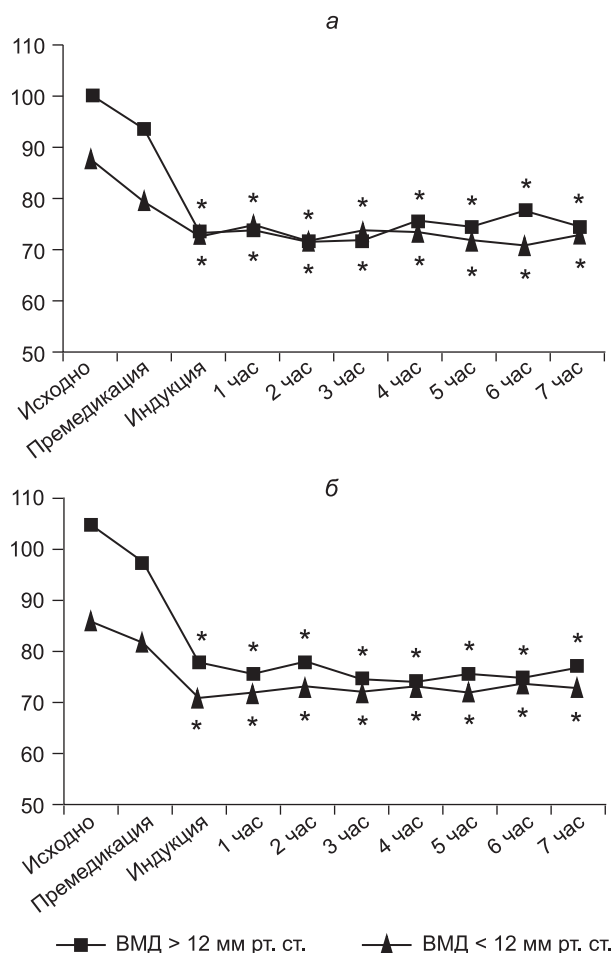 а
110
100
90
80
70
60
50
* * * * * * * *
* * * * * * * *
Исходно
Премедикация
Индукция
1 час
2 час
3 час
4 час
5 час
6 час
7 час
б
110
100
90
80
70
60
50
* * * * * * * *
* * * * * * * *
Исходно
Премедикация
Индукция
1 час
2 час
3 час
4 час
5 час
6 час
7 час
ВМД > 12 мм рт. ст.
ВМД < 12 мм рт. ст.